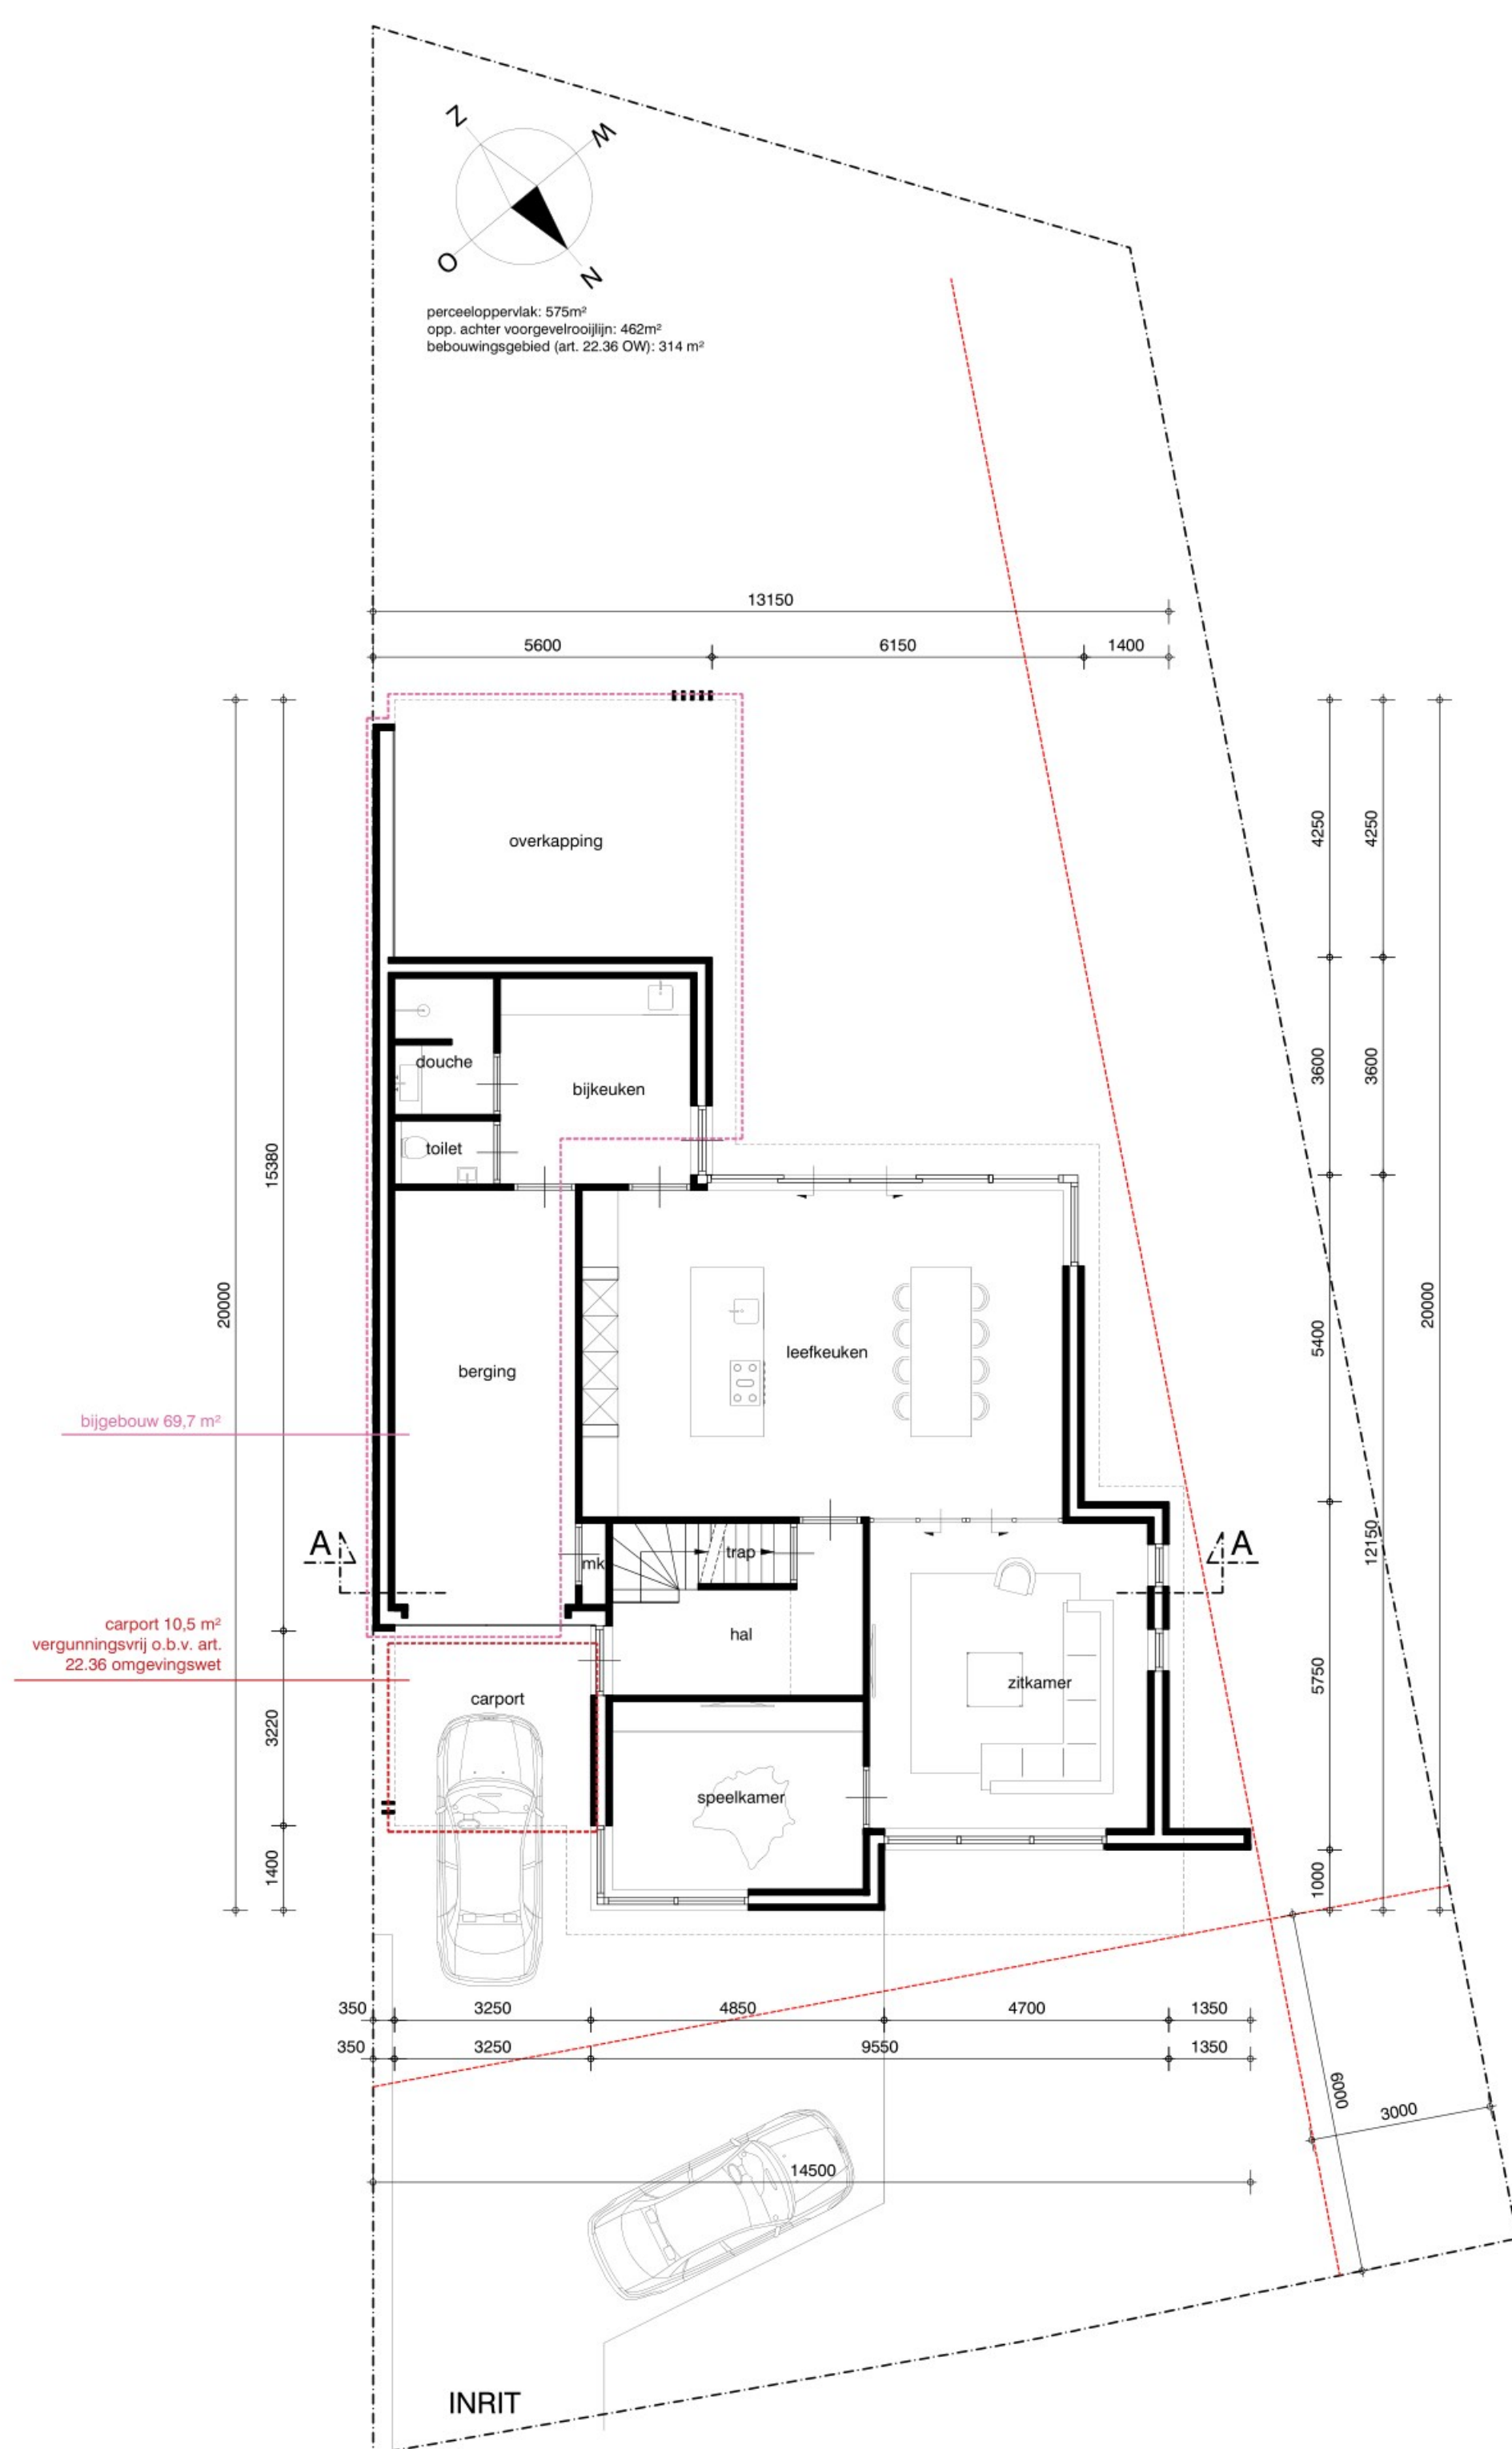 Z
W
O
N
perceeloppervlak: 575m²
opp. achter voorgevelrooijlijn: 462m²
bebouwingsgebied (art. 22.36 OW): 314 m²
13150
5600
6150
1400
overkapping
4250
4250
douche
bijkeuken
3600
3600
toilet
15380
20000
berging
leefkeuken
5400
20000
bijgebouw 69,7 m²
A
mk
trap
A
12150
carport 10,5 m²
vergunningsvrij o.b.v. art.
22.36 omgevingswet
hal
zitkamer
5750
carport
3220
speelkamer
1400
1000
350
3250
4850
4700
1350
350
3250
9550
1350
6000
3000
14500
INRIT